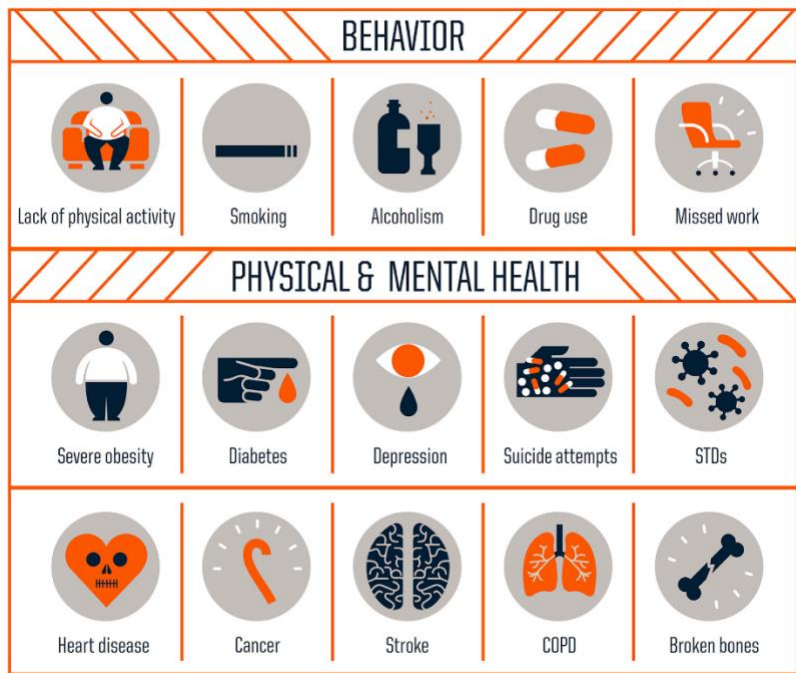 BEHAVIOR
Lack of physical activity
Smoking
Alcoholism
Drug use
Missed work
PHYSICAL & MENTAL HEALTH
Severe obesity
Diabetes
Depression
Suicide attempts
STDs
Heart disease
Cancer
Stroke
COPD
Broken bones